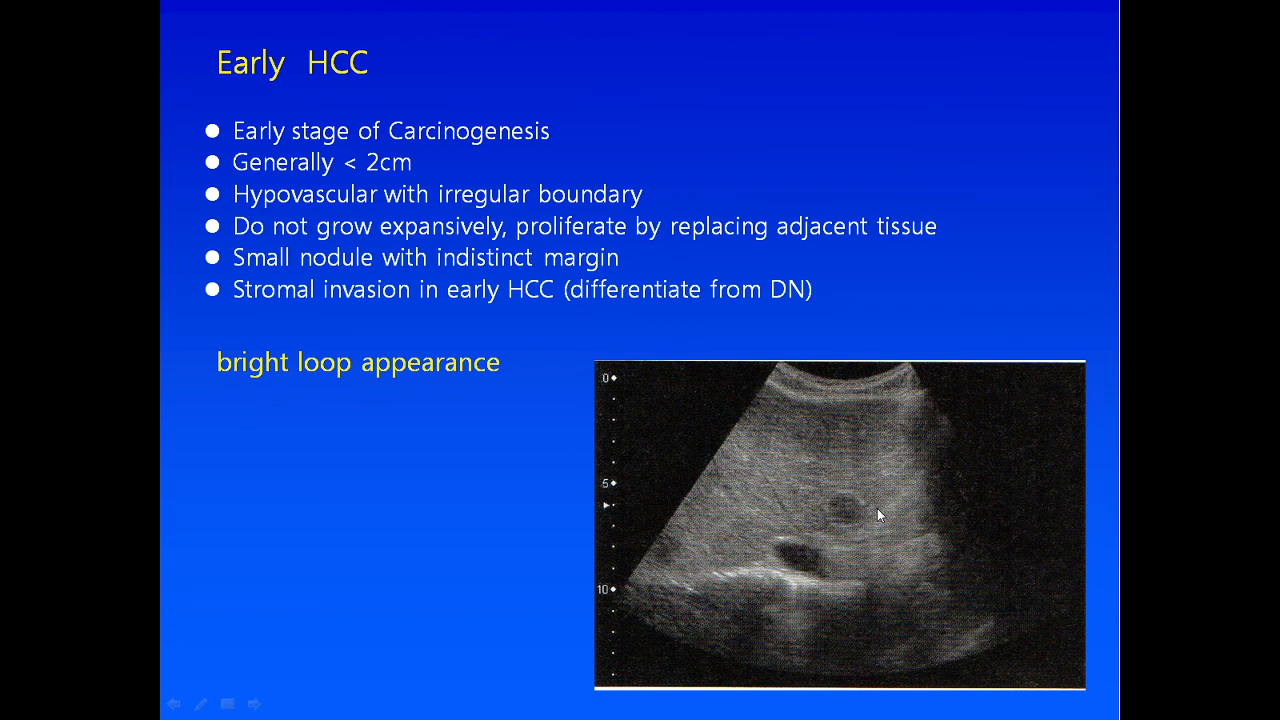 Early HCC
● Early stage of Carcinogenesis
● Generally < 2cm
● Hypovascular with irregular boundary
● Do not grow expansively, proliferate by replacing adjacent tissue
● Small nodule with indistinct margin
● Stromal invasion in early HCC (differentiate from DN)
bright loop appearance
0
5
10